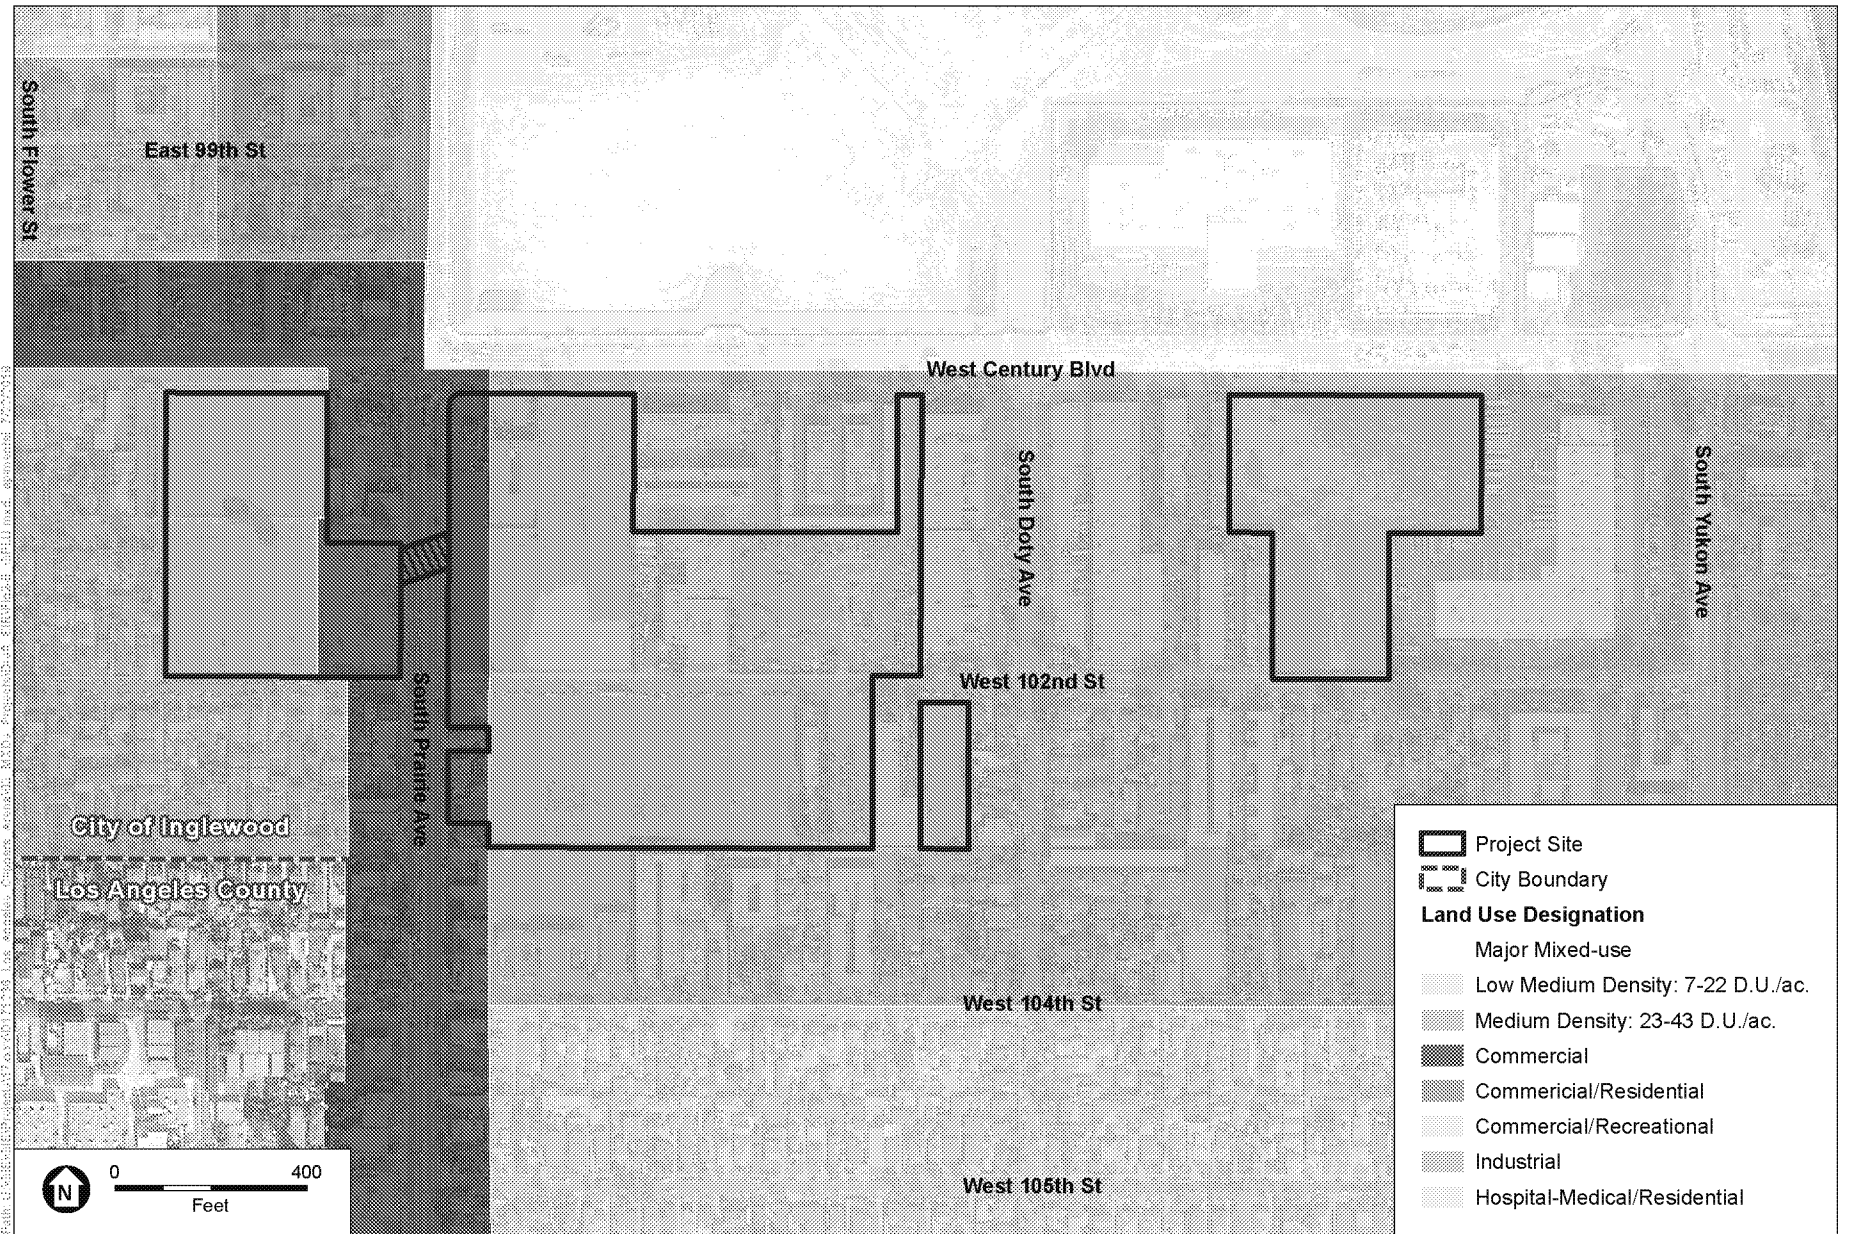 South Flower St
East 99th St
West Century Blvd
South Doty Ave
South Yukon Ave
West 102nd St
South Prairie Ave
City of Inglewood
Los Angeles County
West 104th St
West 105th St
N
0 400
Feet
Project Site
City Boundary
Land Use Designation
Major Mixed-use
Low Medium Density: 7-22 D.U./ac.
Medium Density: 23-43 D.U./ac.
Commercial
Commericial/Residential
Commercial/Recreational
Industrial
Hospital-Medical/Residential